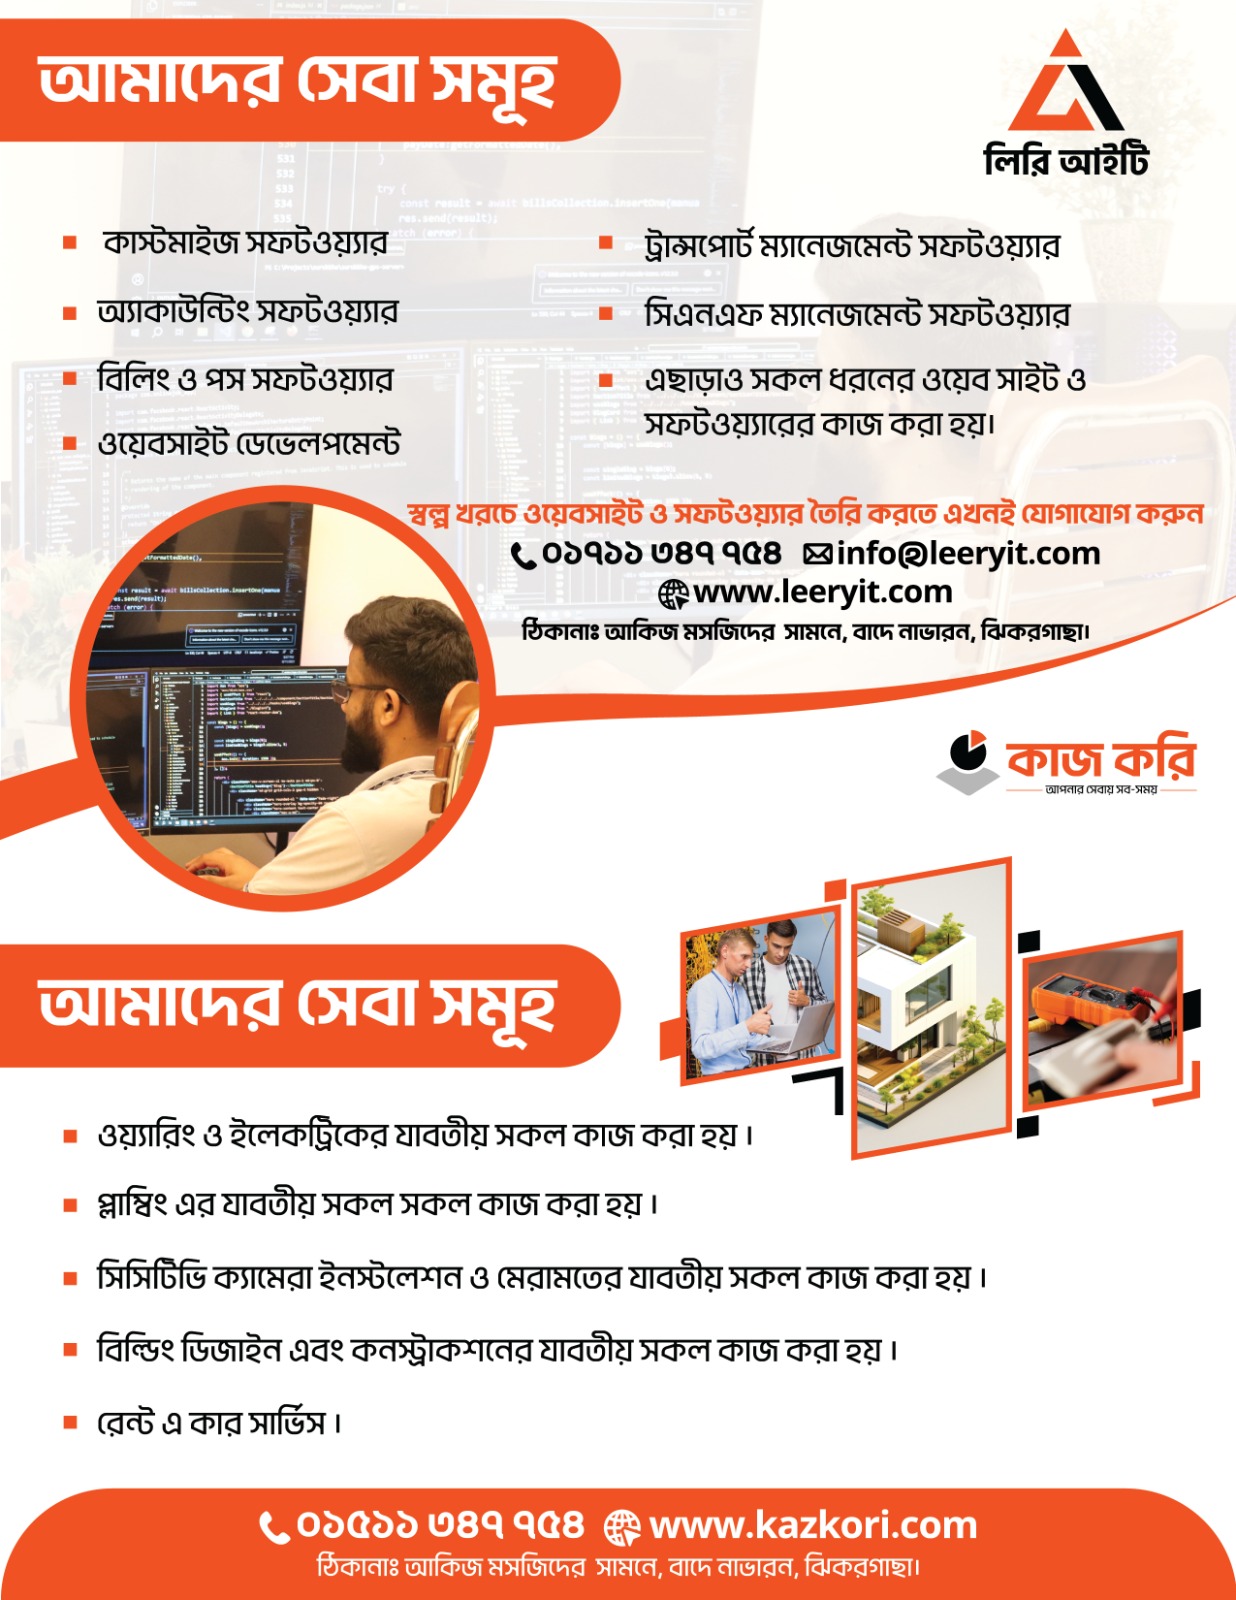 আমাদের সেবা সমূহ
লিরি আইটি
কাস্টমাইজ সফটওয়্যার
অ্যাকাউন্টিং সফটওয়্যার
বিলিং ও পস সফটওয়্যার
ওয়েবসাইট ডেভেলপমেন্ট
ট্রান্সপোর্ট ম্যানেজমেন্ট সফটওয়্যার
সিএনএফ ম্যানেজমেন্ট সফটওয়্যার
এছাড়াও সকল ধরনের ওয়েব সাইট ও
সফটওয়্যারের কাজ করা হয়।
স্বল্প খরচে ওয়েবসাইট ও সফটওয়্যার তৈরি করতে এখনই যোগাযোগ করুন
০১৭১১ ৩৪৭ ৭৫৪ info@leeryit.com
www.leeryit.com
ঠিকানাঃ আকিজ মসজিদের সামনে, বাদে নাভারন, ঝিকরগাছা।
কাজ করি
আপনার সেবায় সব-সময়
আমাদের সেবা সমূহ
ওয়্যারিং ও ইলেকট্রিকের যাবতীয় সকল কাজ করা হয় ।
প্লাম্বিং এর যাবতীয় সকল সকল কাজ করা হয় ।
সিসিটিভি ক্যামেরা ইনস্টলেশন ও মেরামতের যাবতীয় সকল কাজ করা হয় ।
বিল্ডিং ডিজাইন এবং কনস্ট্রাকশনের যাবতীয় সকল কাজ করা হয় ।
রেন্ট এ কার সার্ভিস ।
০১৫১১ ৩৪৭ ৭৫৪ www.kazkori.com
ঠিকানাঃ আকিজ মসজিদের সামনে, বাদে নাভারন, ঝিকরগাছা।